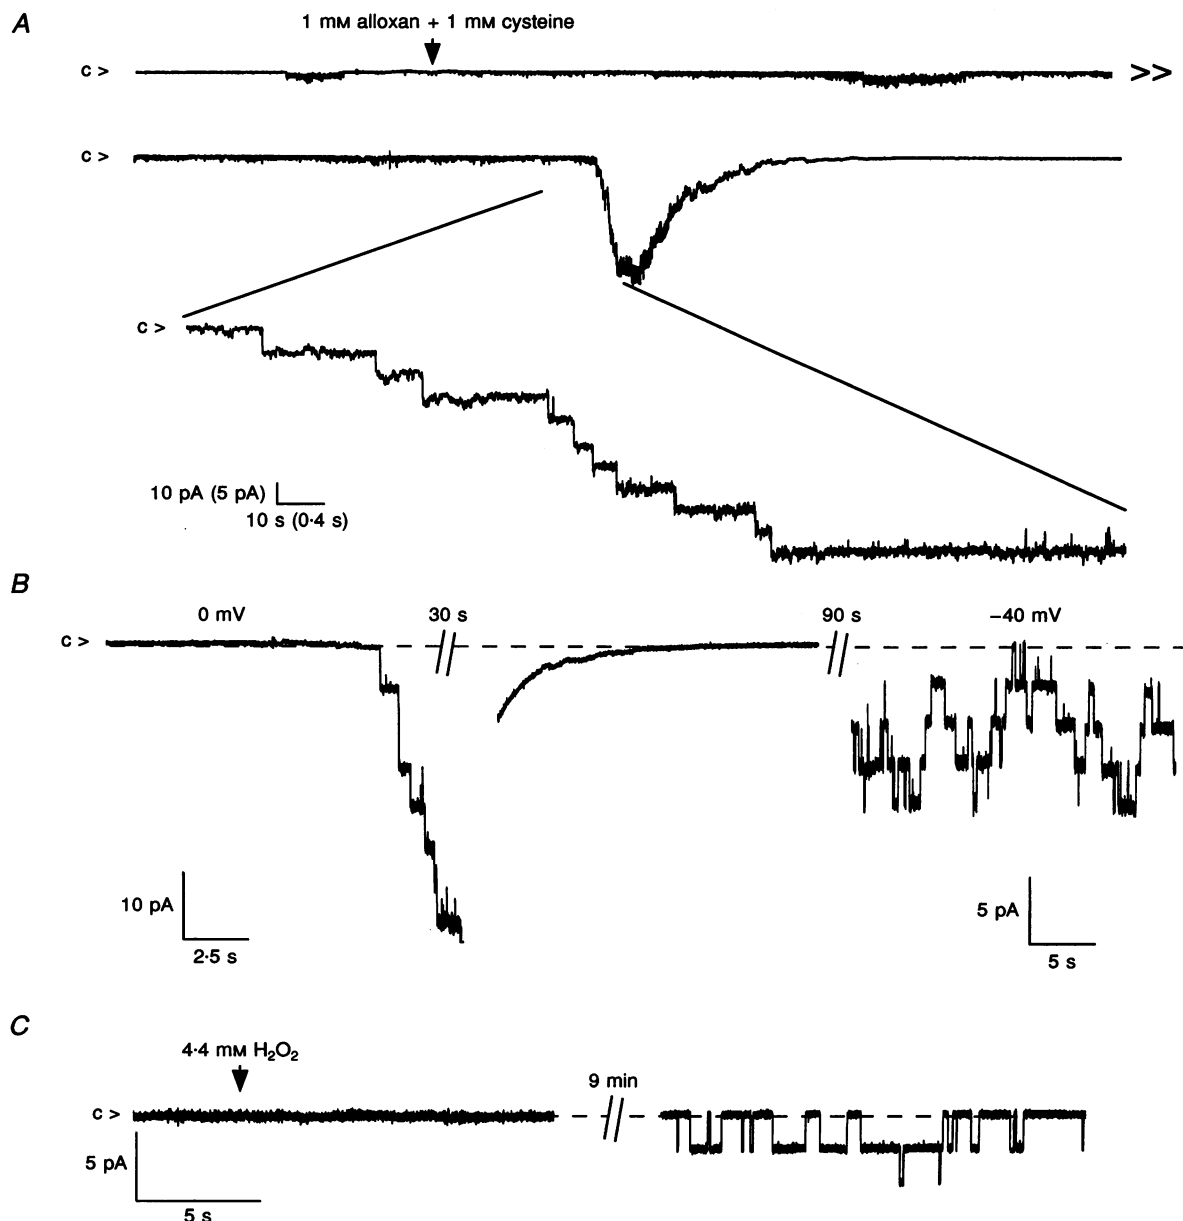 A
1 mM alloxan + 1 mM cysteine
c >
>>
c >
c >
10 pA (5 pA)
10 s (0·4 s)
B
0 mV
30 s
90 s
−40 mV
c >
10 pA
2·5 s
5 pA
5 s
C
4·4 mM H₂O₂
9 min
c >
5 pA
5 s